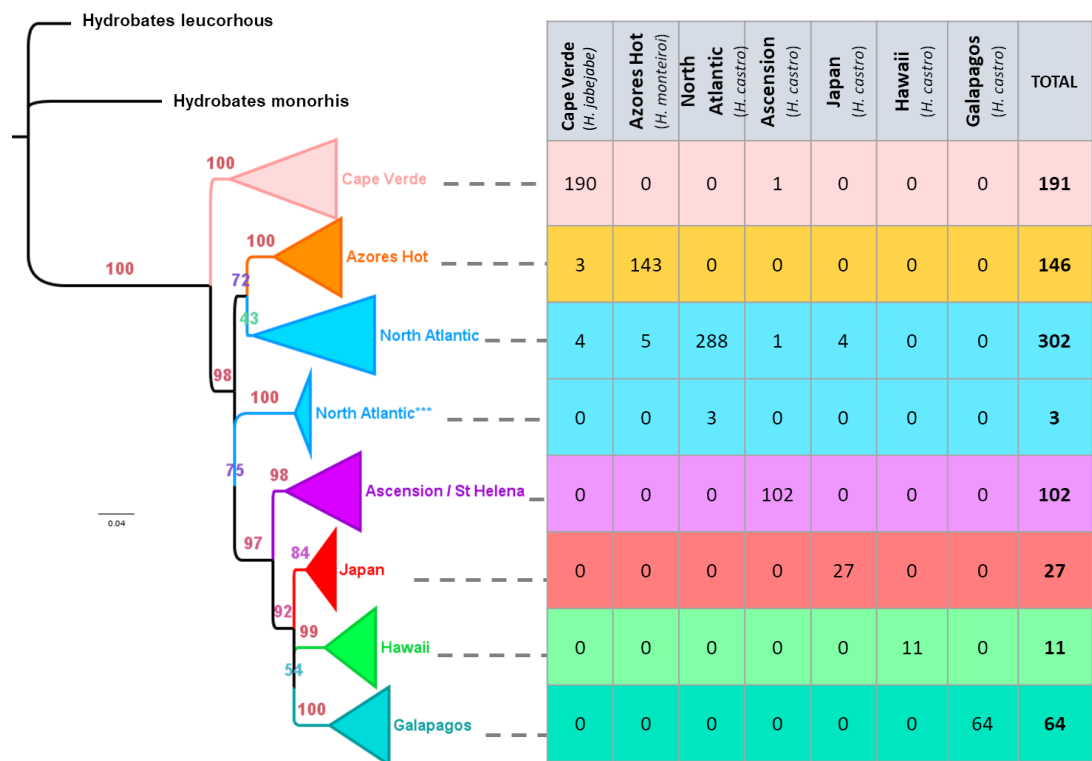 Hydrobates leucorhous
Hydrobates monorhis
Cape Verde (H. jabejabe)
Azores Hot (H. monteiroi)
North Atlantic (H. castro)
Ascension (H. castro)
Japan (H. castro)
Hawaii (H. castro)
Galapagos (H. castro)
TOTAL
100 Cape Verde 190 0 0 1 0 0 0 191
100 Azores Hot 3 143 0 0 0 0 0 146
100
72
43
North Atlantic 4 5 288 1 4 0 0 302
98
100 North Atlantic*** 0 0 3 0 0 0 0 3
75
98 Ascension / St Helena 0 0 0 102 0 0 0 102
0.04
97
84 Japan 0 0 0 0 27 0 0 27
92
99 Hawaii 0 0 0 0 0 11 0 11
54
100 Galapagos 0 0 0 0 0 0 64 64